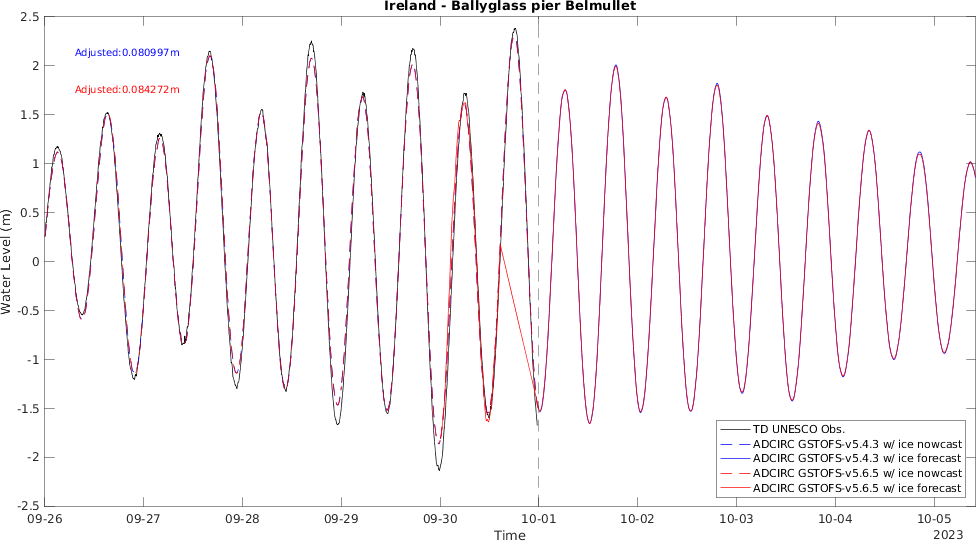 Ireland - Ballyglass pier Belmullet
2.5
2
1.5
1
0.5
0
-0.5
-1
-1.5
-2
-2.5
Water Level (m)
Adjusted:0.080997m
Adjusted:0.084272m
TD UNESCO Obs.
ADCIRC GSTOFS-v5.4.3 w/ ice nowcast
ADCIRC GSTOFS-v5.4.3 w/ ice forecast
ADCIRC GSTOFS-v5.6.5 w/ ice nowcast
ADCIRC GSTOFS-v5.6.5 w/ ice forecast
09-26 09-27 09-28 09-29 09-30 10-01 10-02 10-03 10-04 10-05
Time
2023